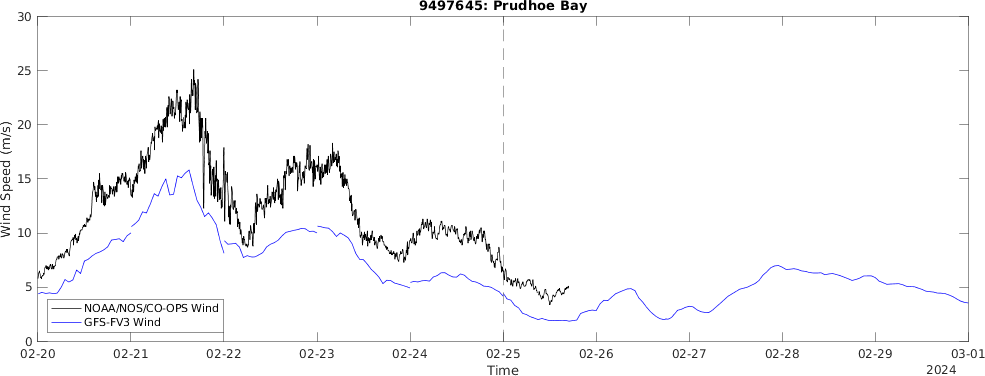 9497645: Prudhoe Bay
30
25
20
15
10
5
0
Wind Speed (m/s)
NOAA/NOS/CO-OPS Wind
GFS-FV3 Wind
02-20 02-21 02-22 02-23 02-24 02-25 02-26 02-27 02-28 02-29 03-01
Time
2024